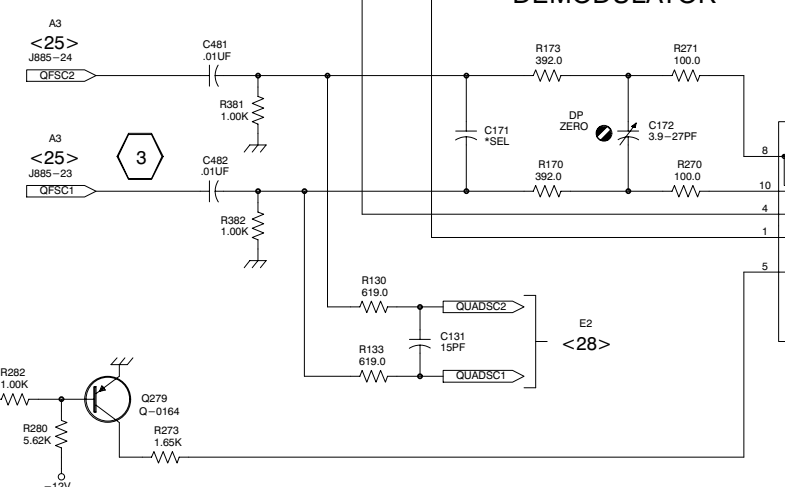 DEMODULATOR
A3
<25>
J885-24
QFSC2
C481
.01UF
R381
1.00K
R173
392.0
R271
100.0
C171
*SEL
DP
ZERO
C172
3.9-27PF
A3
<25>
J885-23
QFSC1
3
C482
.01UF
R382
1.00K
R170
392.0
R270
100.0
8
10
4
1
5
R130
619.0
QUADSC2
C131
15PF
E2
<28>
R133
619.0
QUADSC1
R282
1.00K
Q279
Q-0164
R280
5.62K
R273
1.65K
-12V